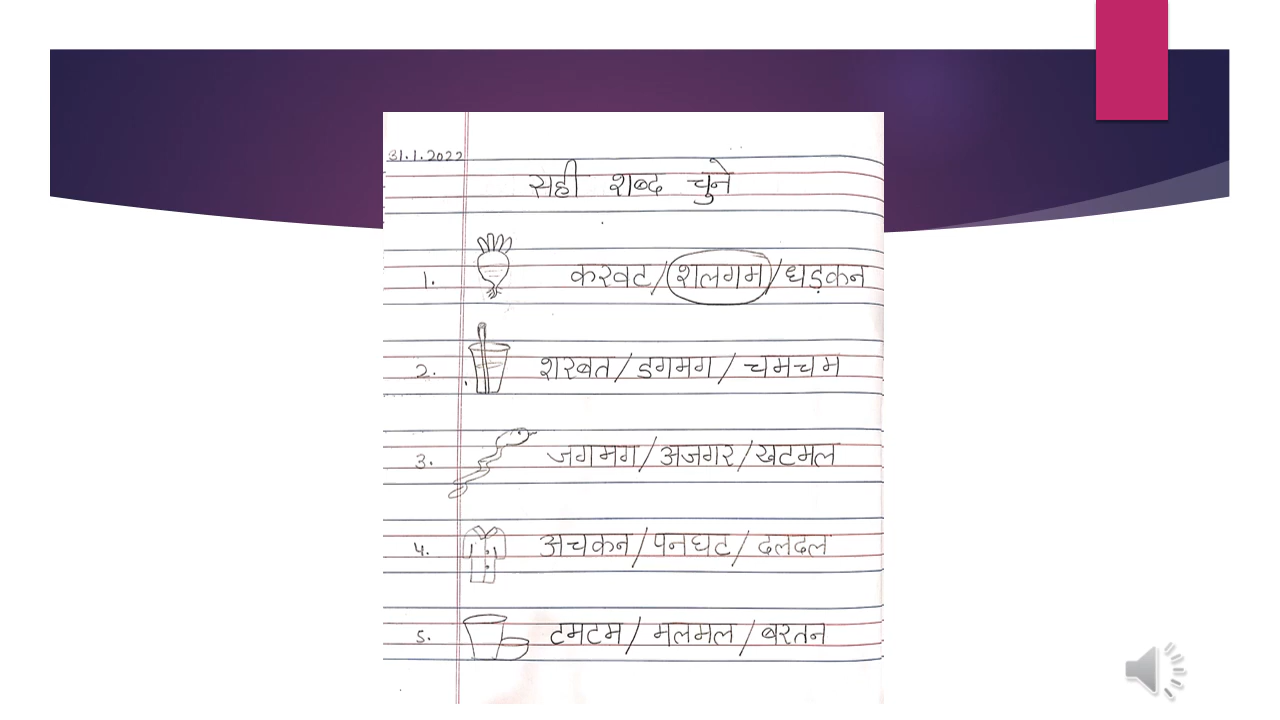 31.1.2022
सही शब्द चुने
1. करवट/शलगम/धड़कन
2. शरबत/डगमग/चमचम
3. जगमग/अजगर/खटमल
4. अचकन/पनघट/दलदल
5. टमटम/मलमल/बरतन